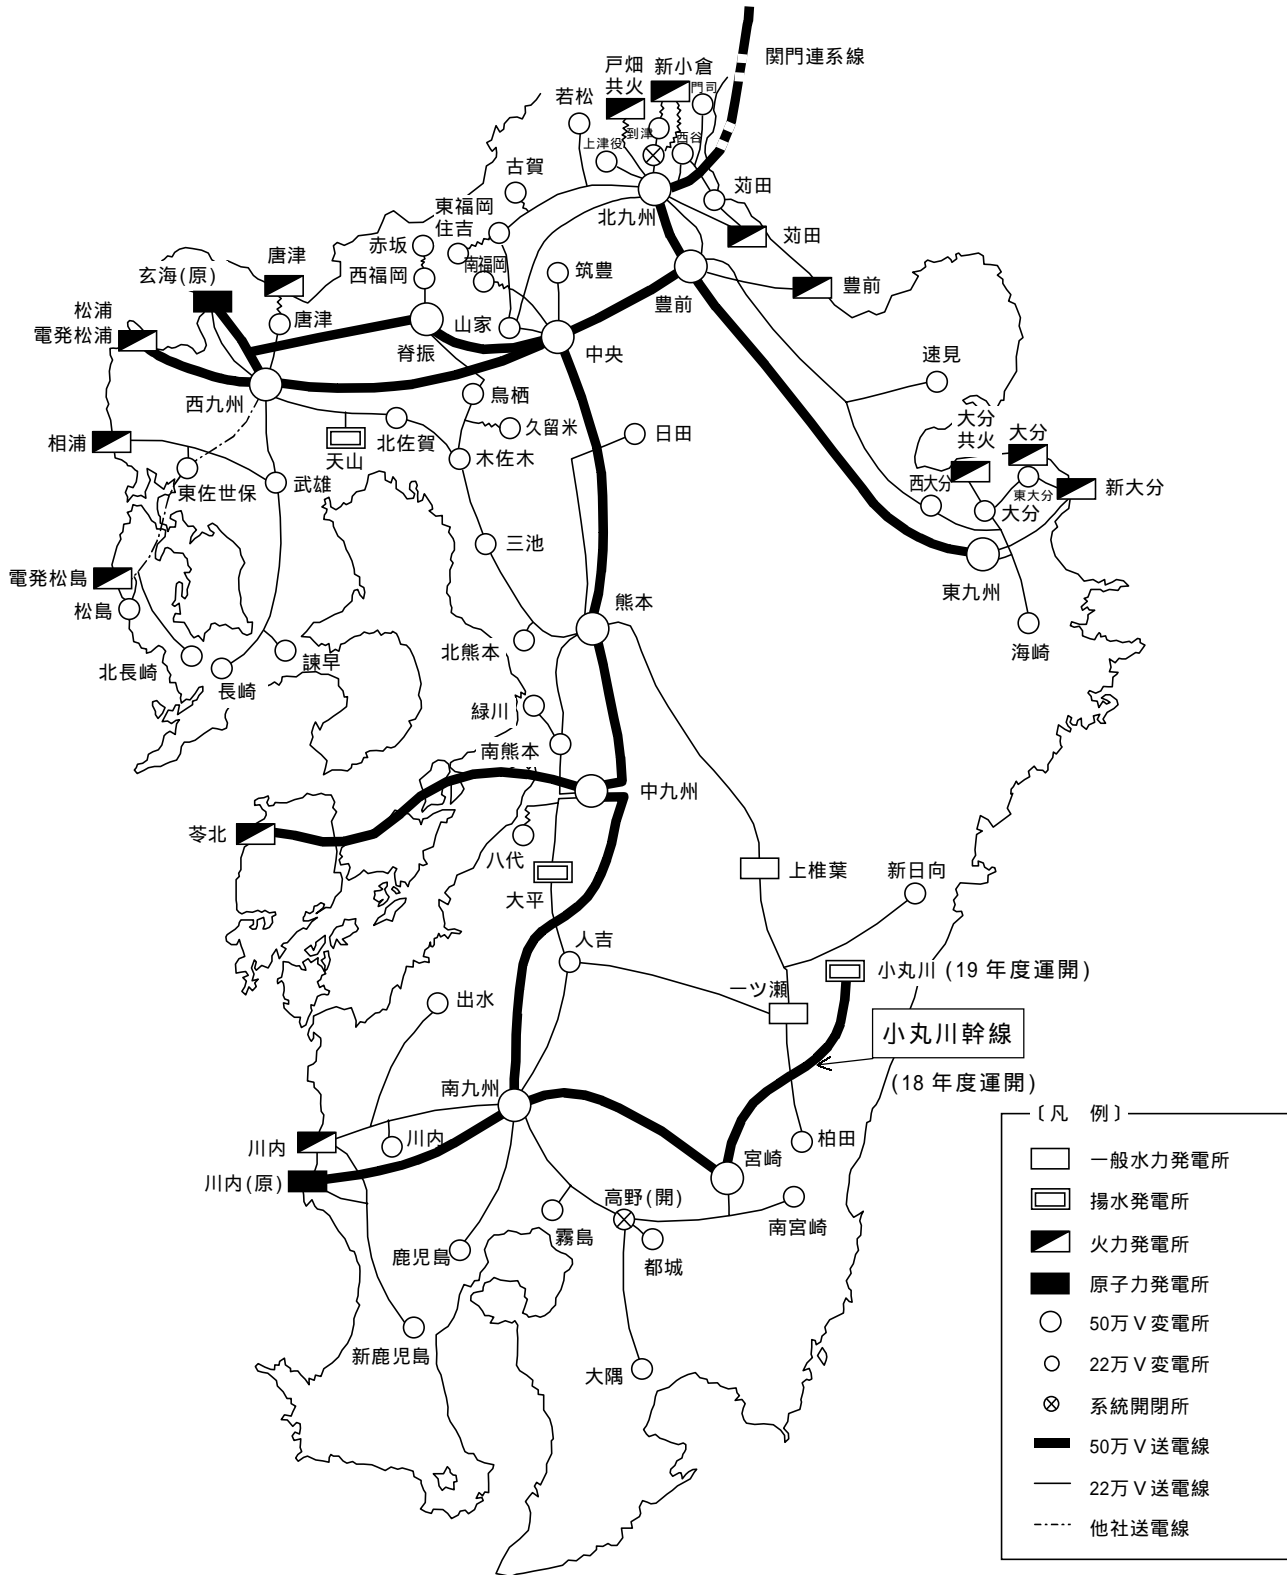 関門連系線
戸畑
共火
新小倉
門司
若松
到津
上津役
西谷
古賀
苅田
北九州
東福岡
住吉
苅田
赤坂
唐津
玄海(原)
西福岡
南福岡
筑豊
豊前
豊前
松浦
電発松浦
唐津
山家
脊振
中央
速見
西九州
鳥栖
久留米
日田
相浦
天山
北佐賀
木佐木
大分
共火
大分
東佐世保
武雄
西大分
東大分
新大分
大分
三池
電発松島
東九州
松島
熊本
北熊本
海崎
北長崎
諫早
長崎
緑川
南熊本
中九州
苓北
八代
上椎葉
新日向
大平
人吉
小丸川 (19 年度運開)
一ツ瀬
出水
小丸川幹線
(18 年度運開)
南九州
川内
川内
柏田
宮崎
川内(原)
高野(開)
南宮崎
霧島
鹿児島
都城
新鹿児島
大隅
〔凡 例〕
一般水力発電所
揚水発電所
火力発電所
原子力発電所
50万V変電所
22万V変電所
系統開閉所
50万V送電線
22万V送電線
他社送電線